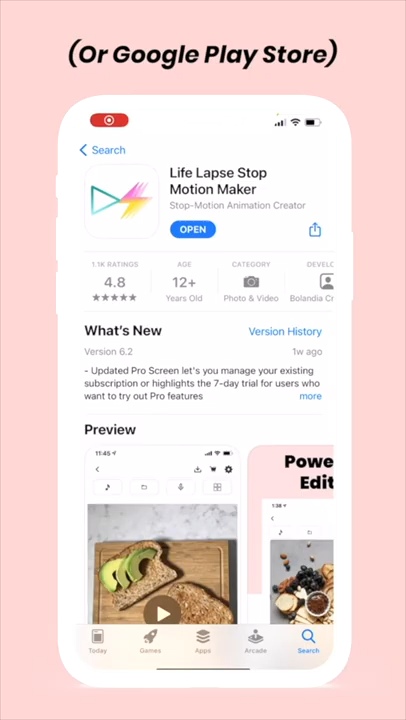 (Or Google Play Store)
Search
Life Lapse Stop
Motion Maker
Stop-Motion Animation Creator
OPEN
1.1K RATINGS
AGE
CATEGORY
DEVELO
4.8
12+
Years Old
Photo & Video
Bolandia Cr
What's New
Version History
Version 6.2
1w ago
- Updated Pro Screen let's you manage your existing
subscription or highlights the 7-day trial for users who
want to try out Pro features
more
Preview
11:45
Powe
Edit
1:38
Today
Games
Apps
Arcade
Search